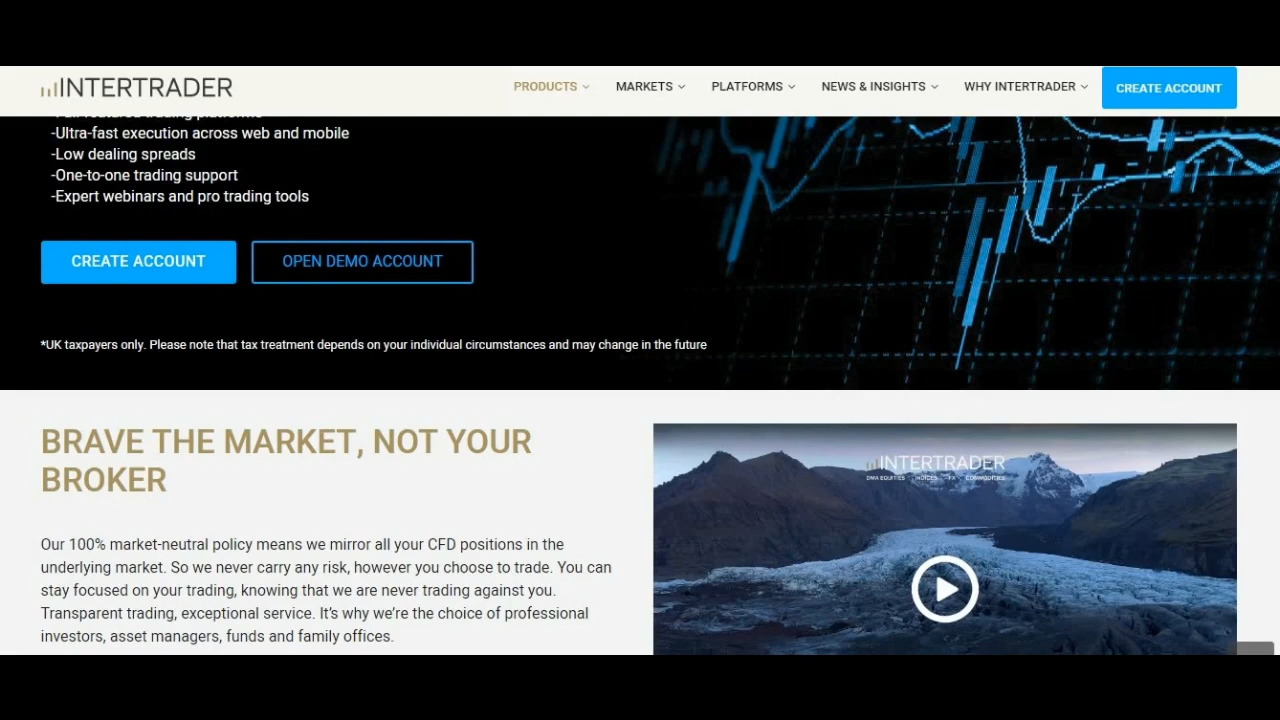 INTERTRADER
PRODUCTS
MARKETS
PLATFORMS
NEWS & INSIGHTS
WHY INTERTRADER
CREATE ACCOUNT
-Ultra-fast execution across web and mobile
-Low dealing spreads
-One-to-one trading support
-Expert webinars and pro trading tools
CREATE ACCOUNT
OPEN DEMO ACCOUNT
*UK taxpayers only. Please note that tax treatment depends on your individual circumstances and may change in the future
BRAVE THE MARKET, NOT YOUR
BROKER
Our 100% market-neutral policy means we mirror all your CFD positions in the
underlying market. So we never carry any risk, however you choose to trade. You can
stay focused on your trading, knowing that we are never trading against you.
Transparent trading, exceptional service. It's why we're the choice of professional
investors, asset managers, funds and family offices.
INTERTRADER
DMA EQUITIES INDICES FX COMMODITIES